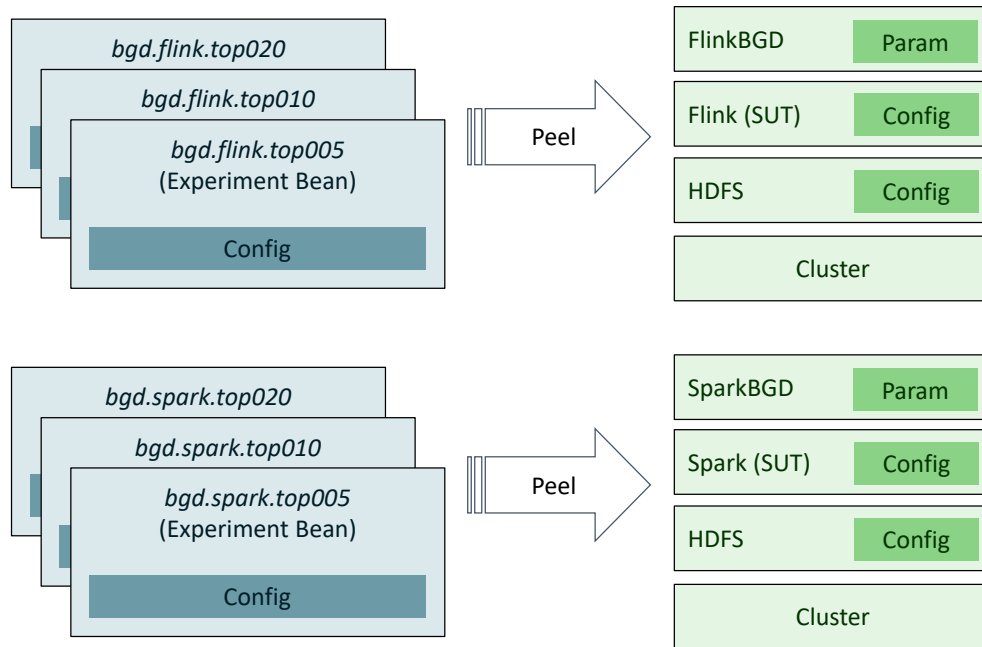 bgd.flink.top020
bgd.flink.top010
bgd.flink.top005
(Experiment Bean)
Config
Peel
FlinkBGD
Param
Flink (SUT)
Config
HDFS
Config
Cluster
bgd.spark.top020
bgd.spark.top010
bgd.spark.top005
(Experiment Bean)
Config
Peel
SparkBGD
Param
Spark (SUT)
Config
HDFS
Config
Cluster